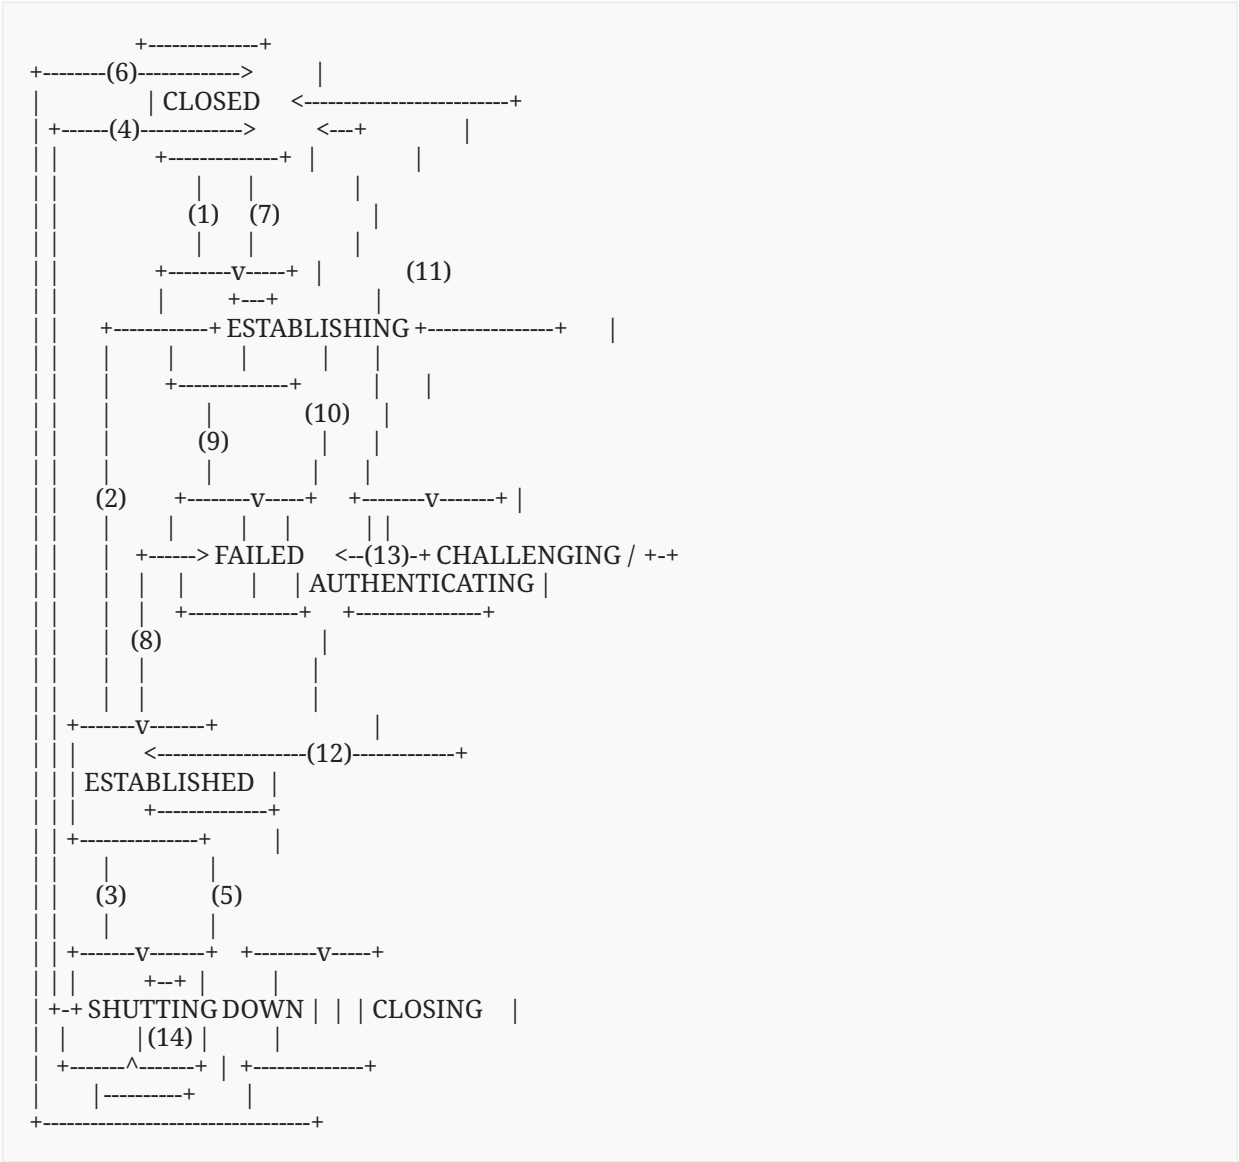 +--------------+
+--------(6)------------->        |
|              | CLOSED    <--------------------------+
| +------(4)------------->        <---+             |
| |             +--------------+  |             |
| |                  |      |             |
| |                 (1)    (7)            |
| |                  |      |             |
| |             +--------v-----+  |           (11)
| |             |        +---+             |
| |      +------------+ ESTABLISHING +----------------+      |
| |      |       |         |          |      |
| |      |       +--------------+          |      |
| |      |            |            (10)     |
| |      |           (9)            |      |
| |      |            |             |      |
| |     (2)       +--------v-----+     +--------v-------+ |
| |      |       |         |     |          | |
| |      |    +------> FAILED    <--(13)-+ CHALLENGING / +-+
| |      |    |    |         |     | AUTHENTICATING |
| |      |    |    +--------------+     +----------------+
| |      |   (8)                     |
| |      |    |                      |
| |      |    |                      |
| | +-------v-------+                     |
| | |         <-------------------(12)-------------+
| | | ESTABLISHED  |
| | |         +--------------+
| | +---------------+         |
| |      |             |
| |     (3)           (5)
| |      |             |
| | +-------v-------+    +--------v-----+
| | |         +--+  |         |
| +-+ SHUTTING DOWN |  |  | CLOSING    |
|  |         | (14) |         |
|  +-------^-------+  |  +--------------+
|       |----------+       |
+----------------------------------+